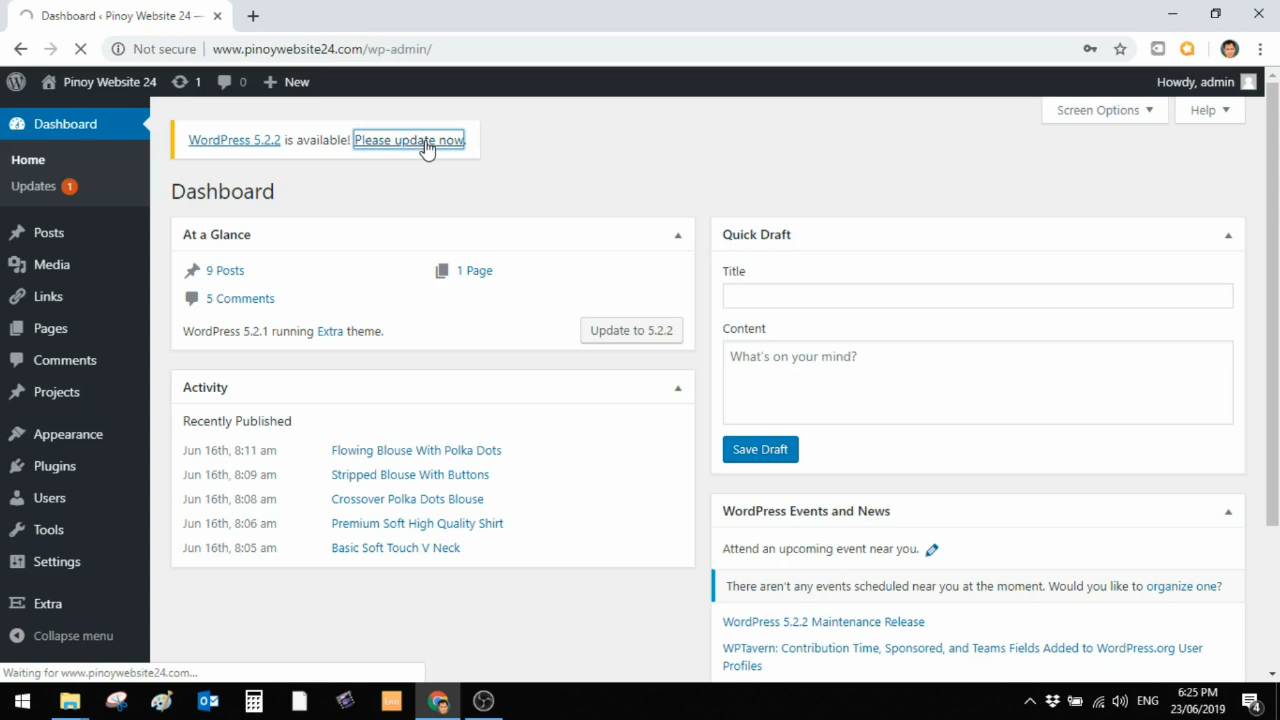 Dashboard ‹ Pinoy Website 24 —
Not secure | www.pinoywebsite24.com/wp-admin/
Pinoy Website 24 1 0 New Howdy, admin
Screen Options Help
Dashboard
Home
Updates 1
Posts
Media
Links
Pages
Comments
Projects
Appearance
Plugins
Users
Tools
Settings
Extra
Collapse menu
WordPress 5.2.2 is available! Please update now.
Dashboard
At a Glance
9 Posts 1 Page
5 Comments
WordPress 5.2.1 running Extra theme. Update to 5.2.2
Activity
Recently Published
Jun 16th, 8:11 am Flowing Blouse With Polka Dots
Jun 16th, 8:09 am Stripped Blouse With Buttons
Jun 16th, 8:08 am Crossover Polka Dots Blouse
Jun 16th, 8:06 am Premium Soft High Quality Shirt
Jun 16th, 8:05 am Basic Soft Touch V Neck
Quick Draft
Title
Content
What's on your mind?
Save Draft
WordPress Events and News
Attend an upcoming event near you.
There aren't any events scheduled near you at the moment. Would you like to organize one?
WordPress 5.2.2 Maintenance Release
WPTavern: Contribution Time, Sponsored, and Teams Fields Added to WordPress.org User
Profiles
Waiting for www.pinoywebsite24.com...
ENG
6:25 PM
23/06/2019
4